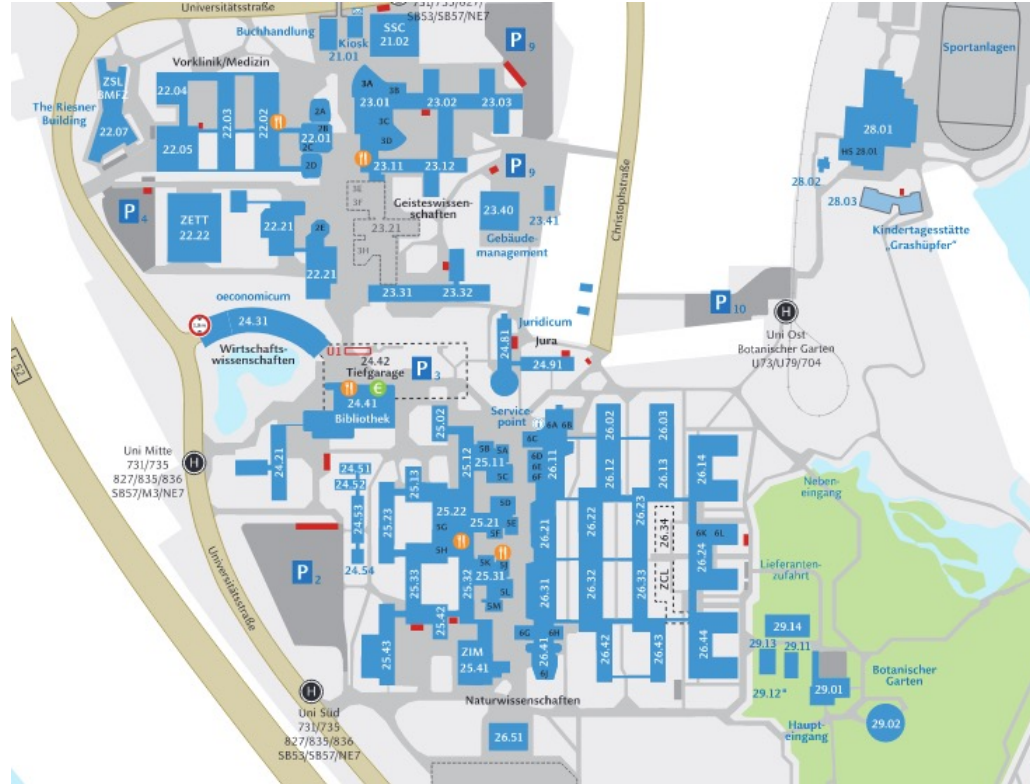 Universitätsstraße
731/735/827/
SB53/SB57/NE7
Buchhandlung
Kiosk
21.01
SSC
21.02
P 9
Sportanlagen
Vorklinik/Medizin
ZSL
BMFZ
22.07
The Riesner
Building
22.04
22.03
22.02
22.05
2A
2B
22.01
2C
2D
3A
3B
23.01
23.02
23.03
3C
3D
23.11
23.12
28.01
HS 28.01
28.02
28.03
Kindertagesstätte
„Grashüpfer"
P 4
ZETT
22.22
22.21
2E
22.21
3E
3F
23.21
3H
Geisteswissen-
schaften
P 9
23.40
23.41
Gebäude-
management
Christophstraße
23.31
23.32
P 10
H
Uni Ost
Botanischer Garten
U73/U79/704
oeconomicum
24.31
Wirtschafts-
wissenschaften
U1
24.42
Tiefgarage
P 3
€
24.41
Bibliothek
Juridicum
Jura
24.81
24.91
Service-
point
i
U 52
Uni Mitte
731/735
827/835/836
SB57/M3/NE7
H
24.21
24.51
24.52
24.53
24.54
P 2
Universitätsstraße
25.02
25.12
5B
5A
25.11
5C
25.13
25.22
25.23
5D
25.21
5E
5F
5G
5H
5K
5J
25.31
5L
5M
25.32
25.33
25.42
25.43
ZIM
25.41
6A
6B
6C
6D
6E
6F
26.11
26.02
26.03
26.12
26.13
26.14
26.21
26.22
26.23
26.34
ZCL
6K
6L
26.24
26.31
26.32
26.33
6G
6H
26.41
6J
26.42
26.43
26.44
Naturwissenschaften
26.51
H
Uni Süd
731/735
827/835/836
SB53/SB57/NE7
Neben-
eingang
Lieferanten-
zufahrt
29.14
29.13
29.11
29.12*
29.01
Botanischer
Garten
29.02
Haupt-
eingang